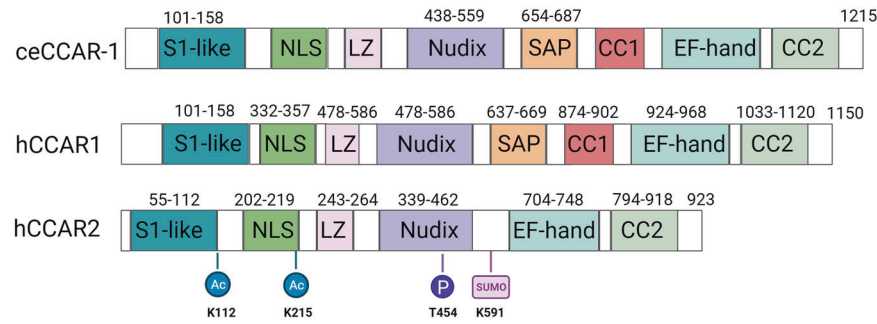 101-158 438-559 654-687 1215
ceCCAR-1 S1-like NLS LZ Nudix SAP CC1 EF-hand CC2
101-158 332-357 478-586 478-586 637-669 874-902 924-968 1033-1120 1150
hCCAR1 S1-like NLS LZ Nudix SAP CC1 EF-hand CC2
55-112 202-219 243-264 339-462 704-748 794-918 923
hCCAR2 S1-like NLS LZ Nudix EF-hand CC2
Ac Ac P SUMO
K112 K215 T454 K591